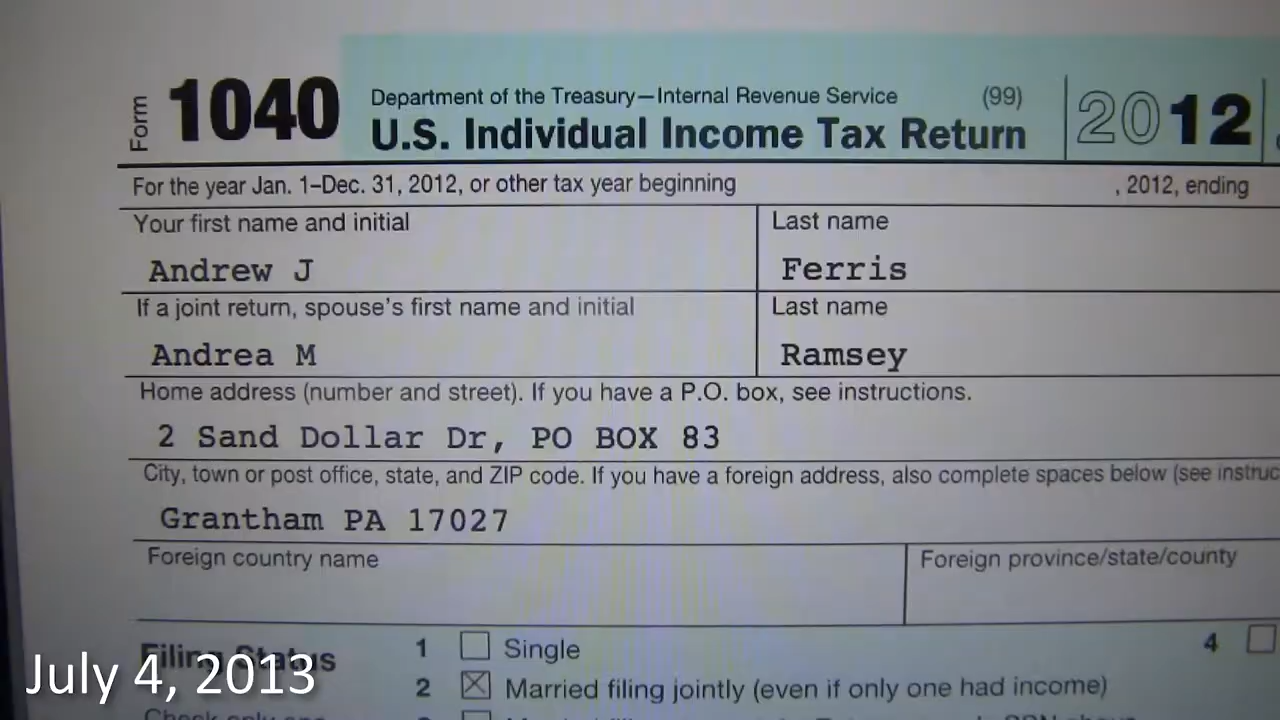 Form 1040 Department of the Treasury—Internal Revenue Service (99)
U.S. Individual Income Tax Return 2012
For the year Jan. 1–Dec. 31, 2012, or other tax year beginning , 2012, ending
Your first name and initial Last name
Andrew J Ferris
If a joint return, spouse's first name and initial Last name
Andrea M Ramsey
Home address (number and street). If you have a P.O. box, see instructions.
2 Sand Dollar Dr, PO BOX 83
City, town or post office, state, and ZIP code. If you have a foreign address, also complete spaces below (see instruc
Grantham PA 17027
Foreign country name Foreign province/state/county
Filing Status 1 Single 4
July 4, 2013
2 Married filing jointly (even if only one had income)
Check only one